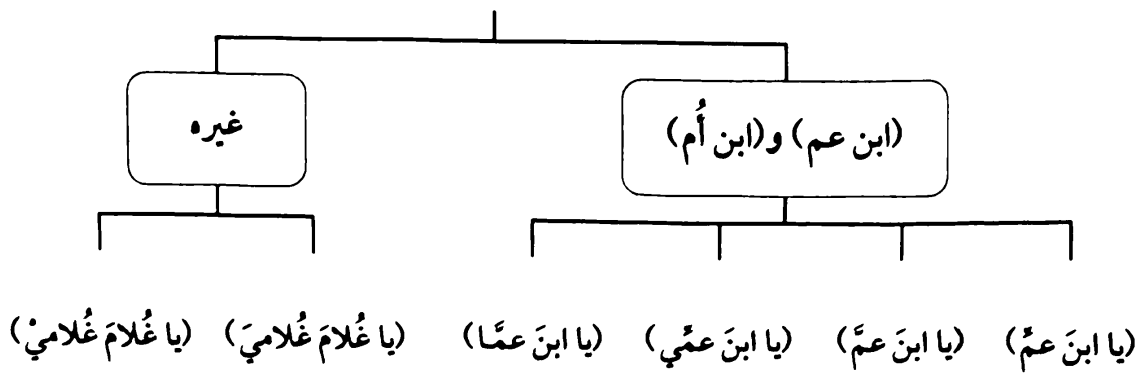 (ابن عم) و(ابن أُم)
غيره
(يا ابنَ عمِّ) (يا ابنَ عمَّ) (يا ابنَ عمِّي) (يا ابنَ عمَّا) (يا غُلامَ غُلاميَ) (يا غُلامَ غُلاميْ)